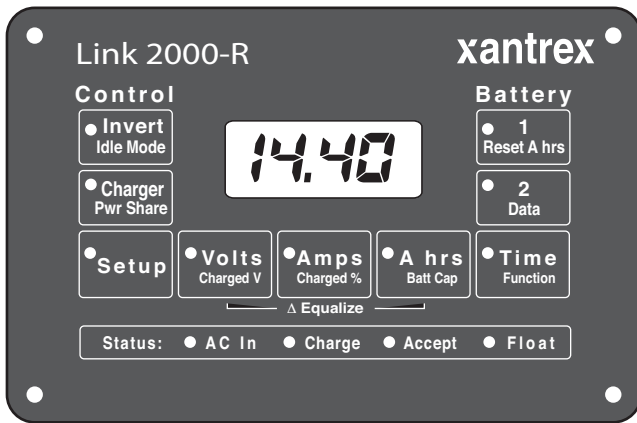 Link 2000-R
xantrex
Control
Battery
Invert
Idle Mode
14.40
1
Reset A hrs
Charger
Pwr Share
2
Data
Setup
Volts
Charged V
Amps
Charged %
A hrs
Batt Cap
Time
Function
Δ Equalize
Status: AC In Charge Accept Float